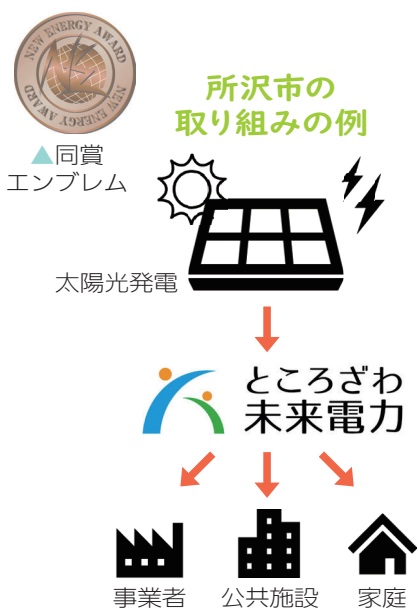 NEW ENERGY AWARD
NEW ENERGY AWARD
▲同賞
エンブレム
所沢市の
取り組みの例
太陽光発電
ところざわ
未来電力
事業者 公共施設 家庭